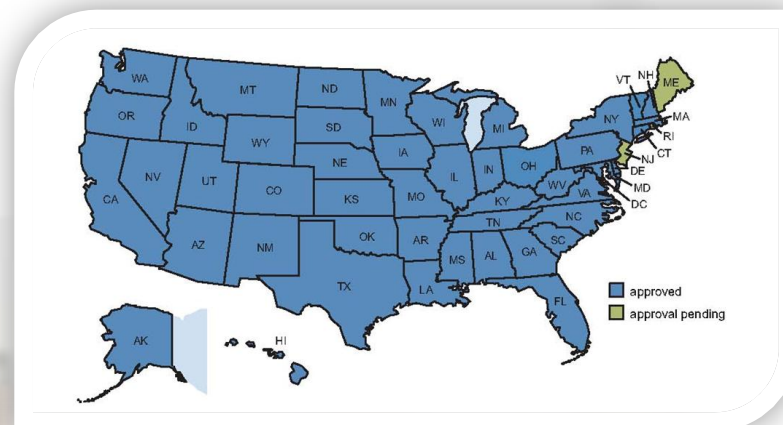 WA
MT
ND
MN
VT
NH
ME
OR
ID
WY
SD
WI
MI
NY
MA
RI
CT
NV
UT
CO
NE
IA
IL
IN
OH
PA
NJ
DE
MD
DC
CA
AZ
NM
KS
OK
MO
AR
KY
WV
VA
TN
NC
SC
TX
LA
MS
AL
GA
FL
AK
HI
approved
approval pending